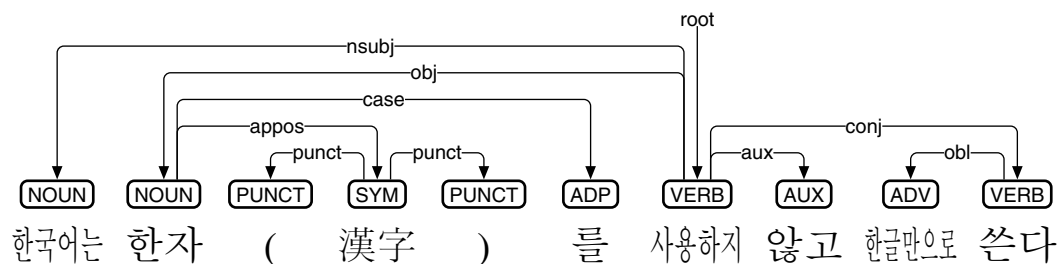 root
nsubj
obj
case
appos conj
punct punct aux obl
NOUN NOUN PUNCT SYM PUNCT ADP VERB AUX ADV VERB
한국어는 한자 ( 漢字 ) 를 사용하지 않고 한글만으로 쓴다